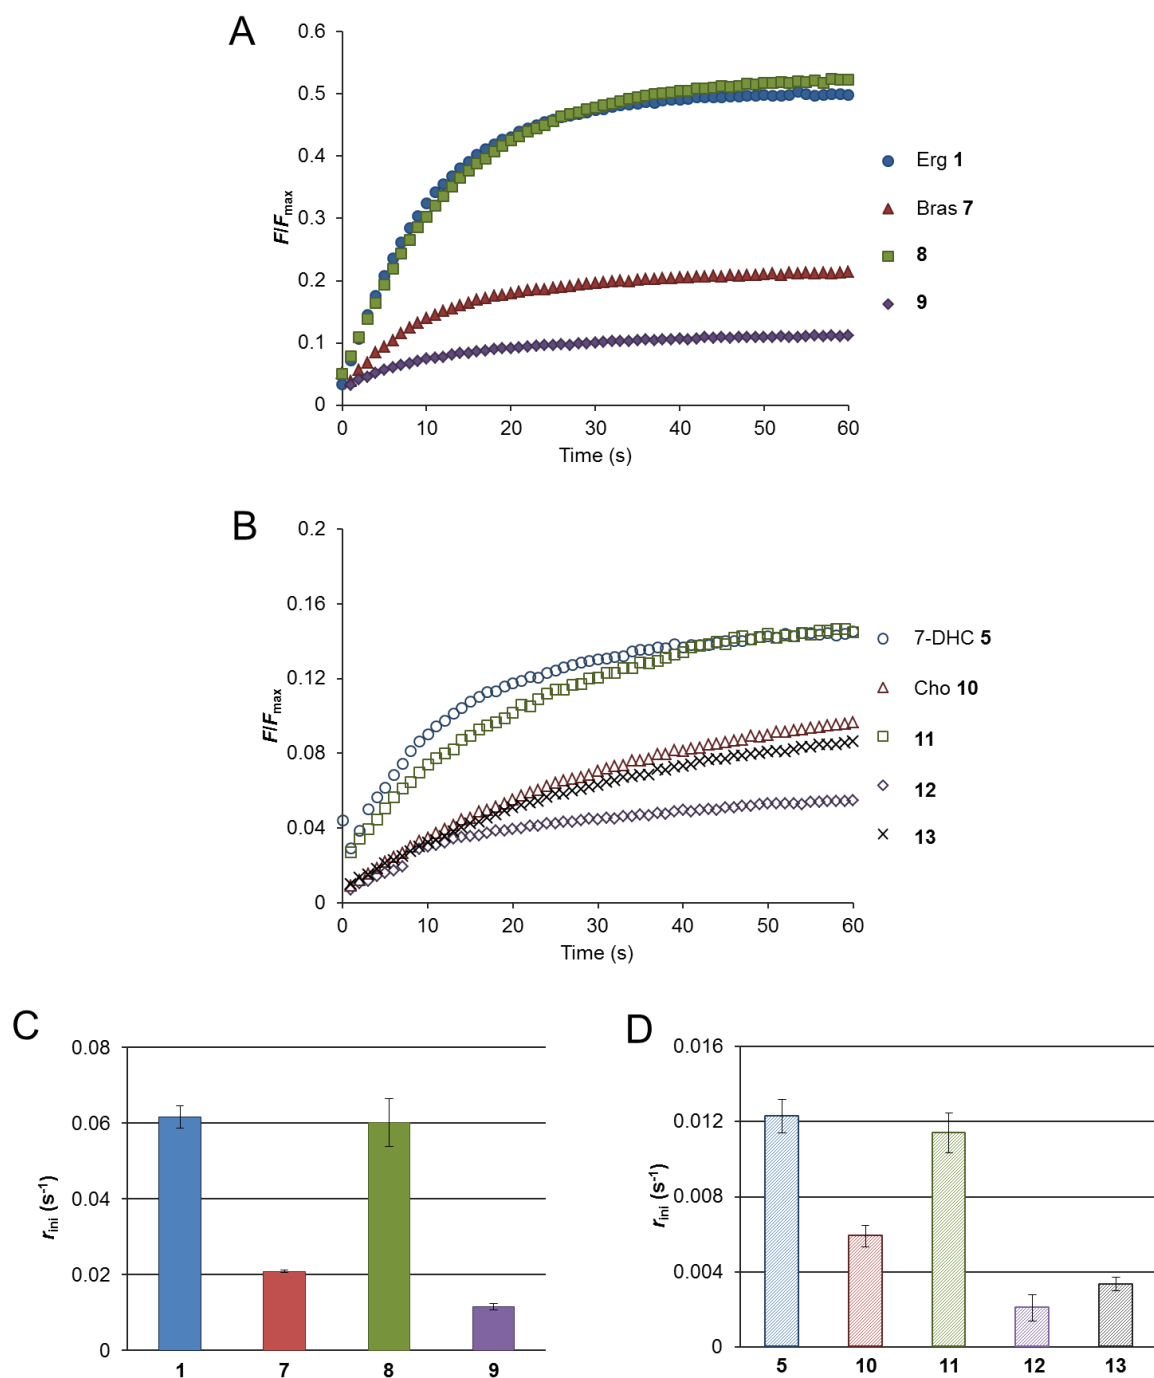 A
0.6
0.5
0.4
0.3
0.2
0.1
0
F/Fmax
0 10 20 30 40 50 60
Time (s)
Erg 1
Bras 7
8
9
B
0.2
0.16
0.12
0.08
0.04
0
F/Fmax
0 10 20 30 40 50 60
Time (s)
7-DHC 5
Cho 10
11
12
13
C
0.08
0.06
0.04
0.02
0
rini (s-1)
1 7 8 9
D
0.016
0.012
0.008
0.004
0
rini (s-1)
5 10 11 12 13